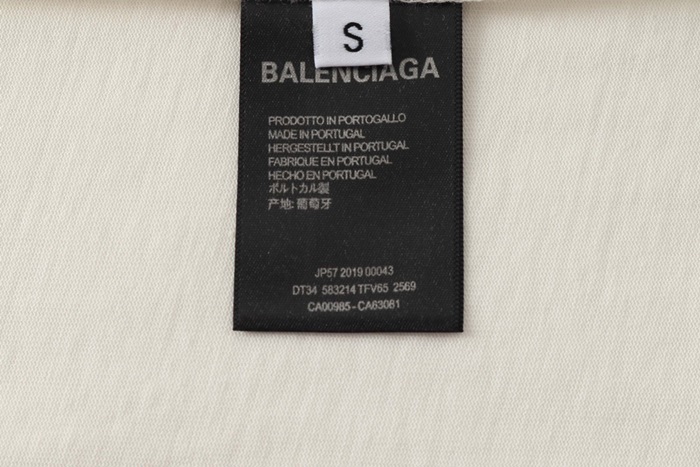 S
BALENCIAGA
PRODOTTO IN PORTOGALLO
MADE IN PORTUGAL
HERGESTELLT IN PORTUGAL
FABRIQUE EN PORTUGAL
HECHO EN PORTUGAL
ポルトカル製
产地: 葡萄牙
JP57 2019 00043
DT34 583214 TFV65 2569
CA00985 - CA63081